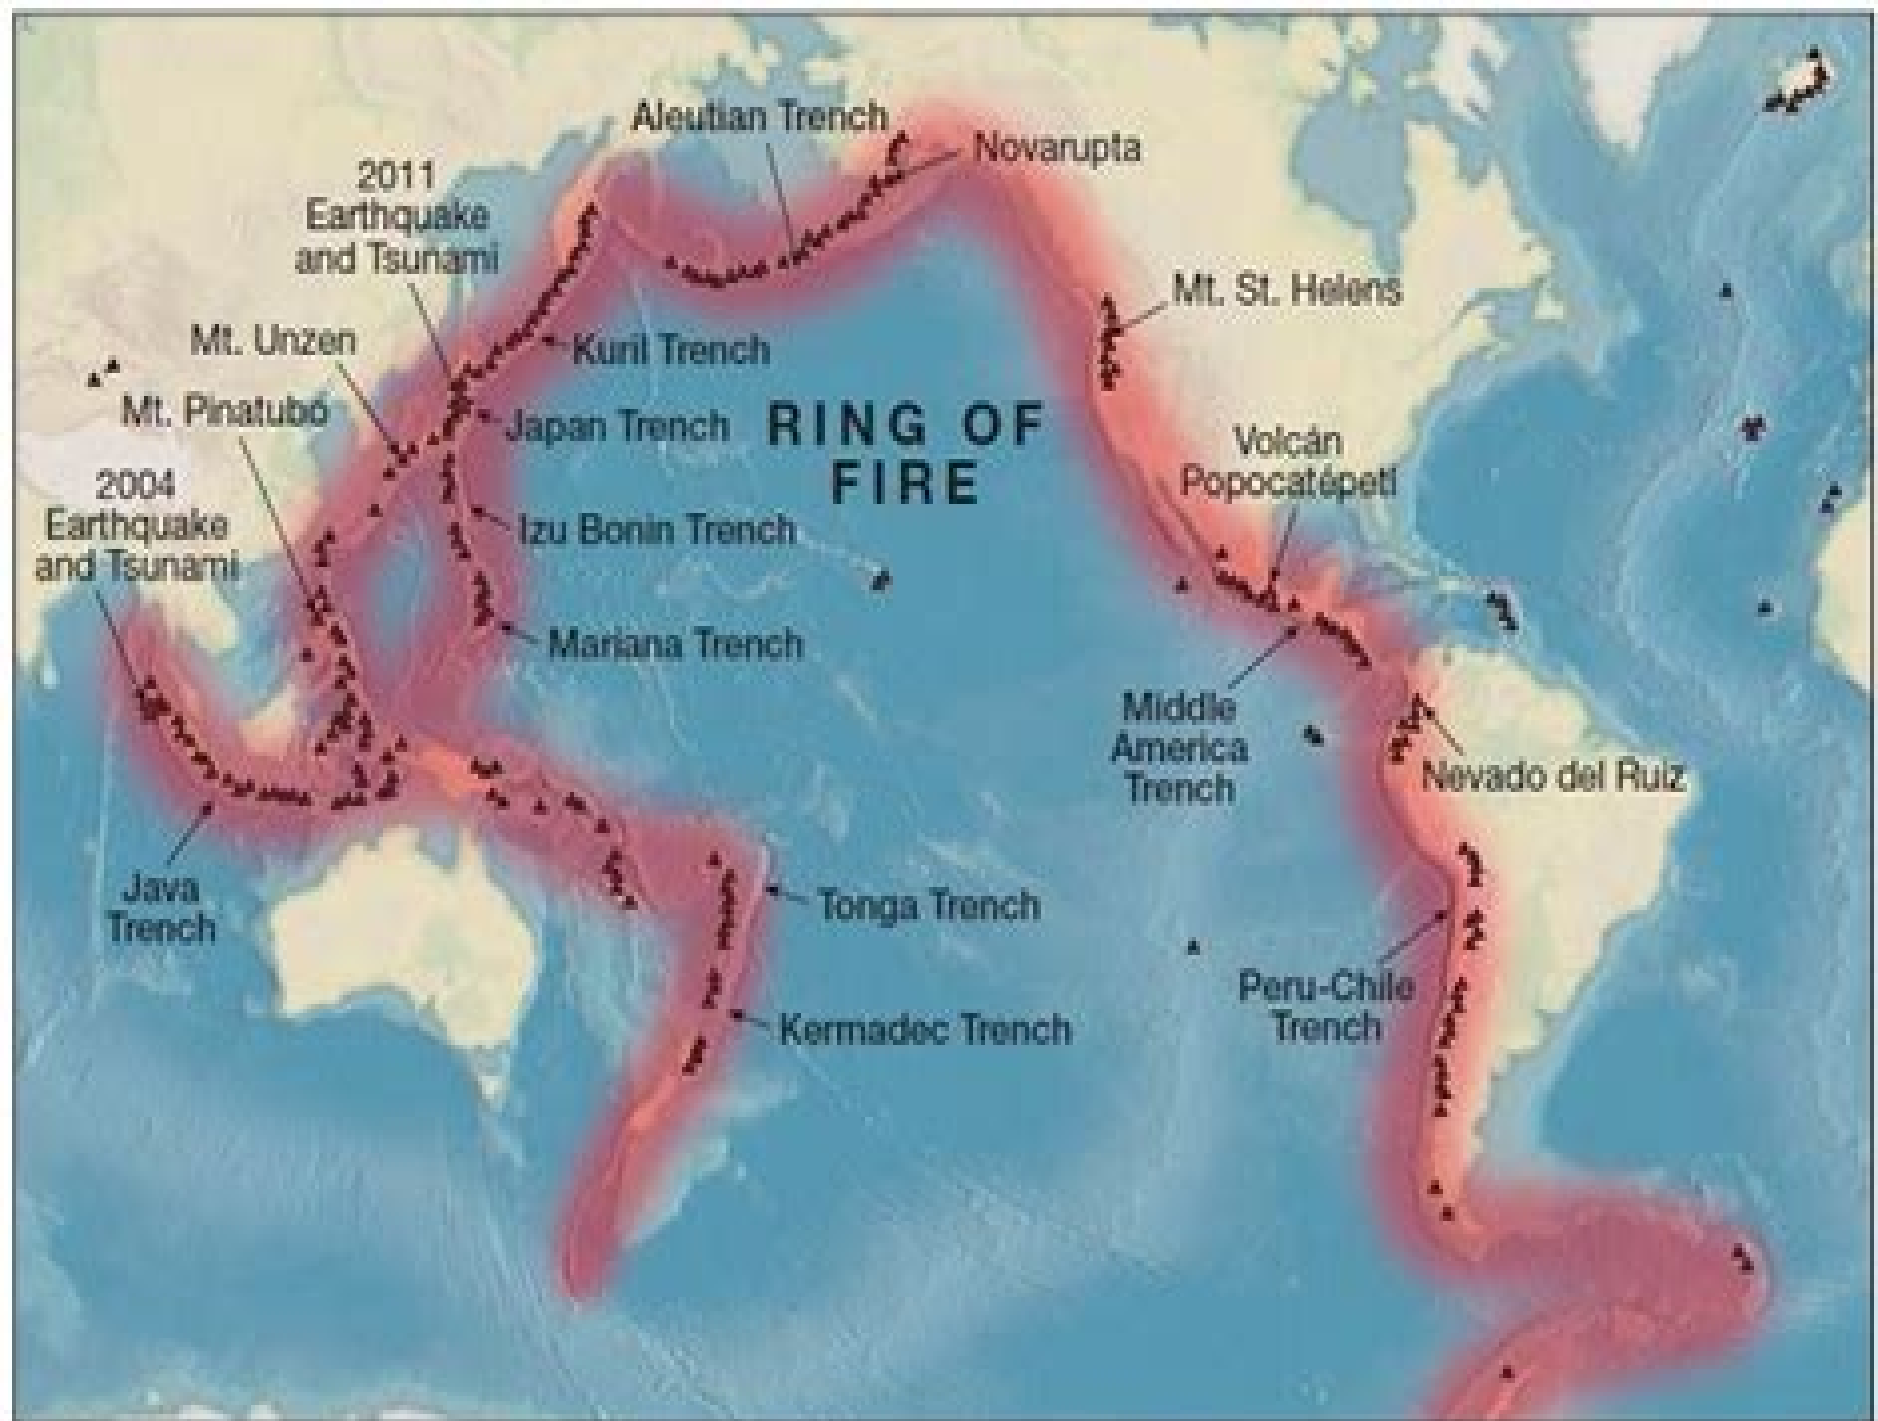 Aleutian Trench
Novarupta
2011
Earthquake
and Tsunami
Mt. St. Helens
Mt. Unzen
Kuril Trench
Mt. Pinatubo
Japan Trench
RING OF
FIRE
Volcán
Popocatépetl
2004
Earthquake
and Tsunami
Izu Bonin Trench
Mariana Trench
Middle
America
Trench
Nevado del Ruiz
Java
Trench
Tonga Trench
Peru-Chile
Trench
Kermadec Trench